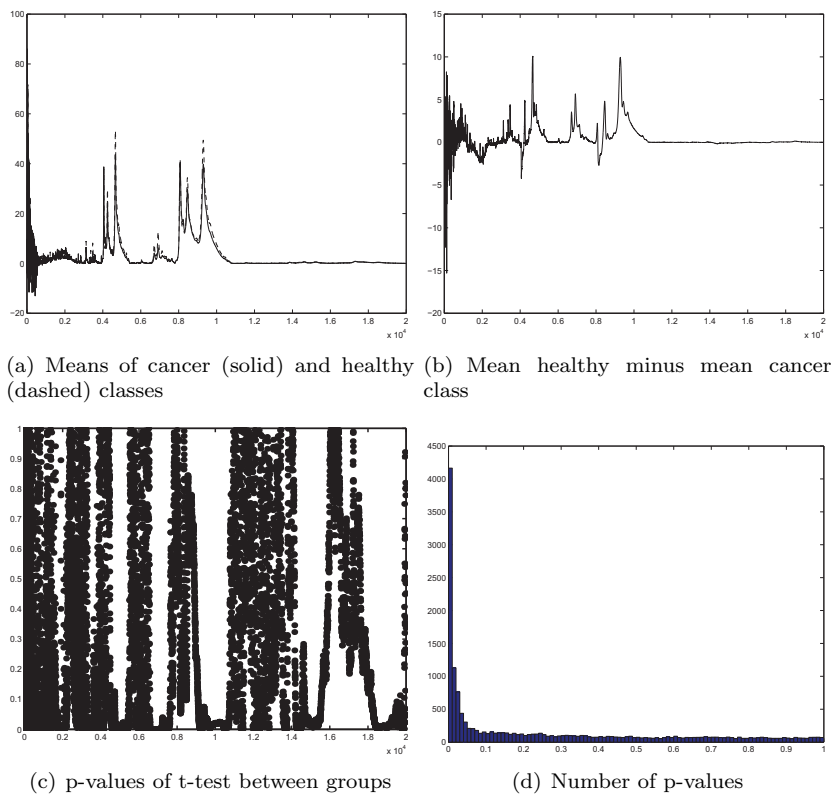 100
80
60
40
20
0
−20
0 0.2 0.4 0.6 0.8 1 1.2 1.4 1.6 1.8 2
x 10^4
15
10
5
0
−5
−10
−15
−20
0 0.2 0.4 0.6 0.8 1 1.2 1.4 1.6 1.8 2
x 10^4
(a) Means of cancer (solid) and healthy
(dashed) classes
(b) Mean healthy minus mean cancer
class
1
0.9
0.8
0.7
0.6
0.5
0.4
0.3
0.2
0.1
0
0 0.2 0.4 0.6 0.8 1 1.2 1.4 1.6 1.8 2
x 10^4
4500
4000
3500
3000
2500
2000
1500
1000
500
0
0 0.1 0.2 0.3 0.4 0.5 0.6 0.7 0.8 0.9 1
(c) p-values of t-test between groups
(d) Number of p-values